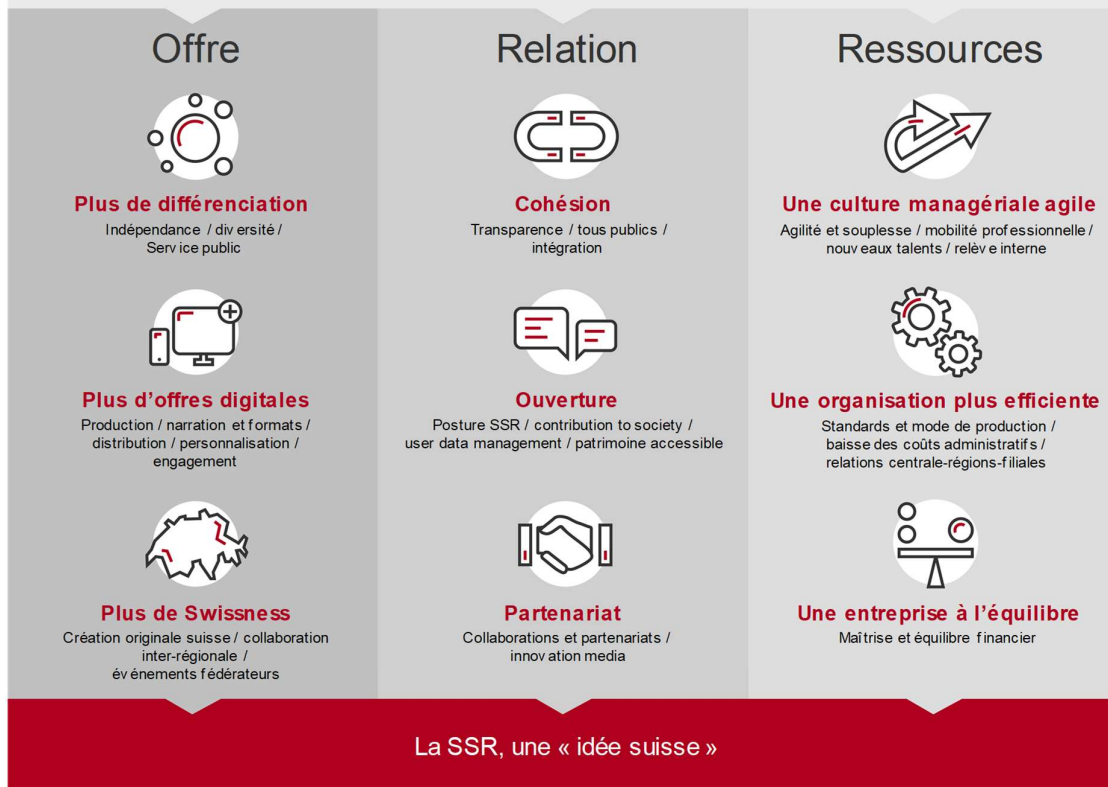 Offre
Plus de différenciation
Indépendance / diversité /
Service public
Plus d'offres digitales
Production / narration et formats /
distribution / personnalisation /
engagement
Plus de Swissness
Création originale suisse / collaboration
inter-régionale /
événements fédérateurs
Relation
Cohésion
Transparence / tous publics /
intégration
Ouverture
Posture SSR / contribution to society /
user data management / patrimoine accessible
Partenariat
Collaborations et partenariats /
innovation media
Ressources
Une culture managériale agile
Agilité et souplesse / mobilité professionnelle /
nouveaux talents / relève interne
Une organisation plus efficiente
Standards et mode de production /
baisse des coûts administratifs /
relations centrale-régions-filiales
Une entreprise à l'équilibre
Maîtrise et équilibre financier
La SSR, une « idée suisse »